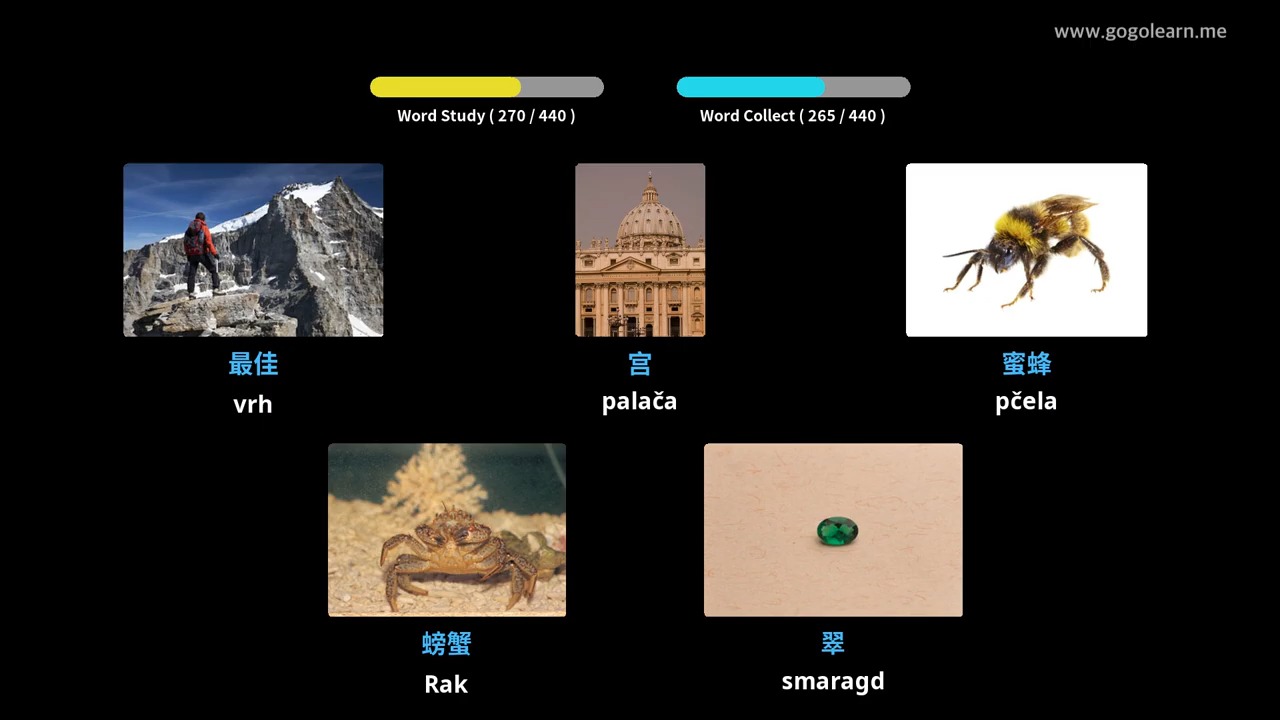 www.gogolearn.me
Word Study ( 270 / 440 )
Word Collect ( 265 / 440 )
最佳
vrh
宫
palača
蜜蜂
pčela
螃蟹
Rak
翠
smaragd